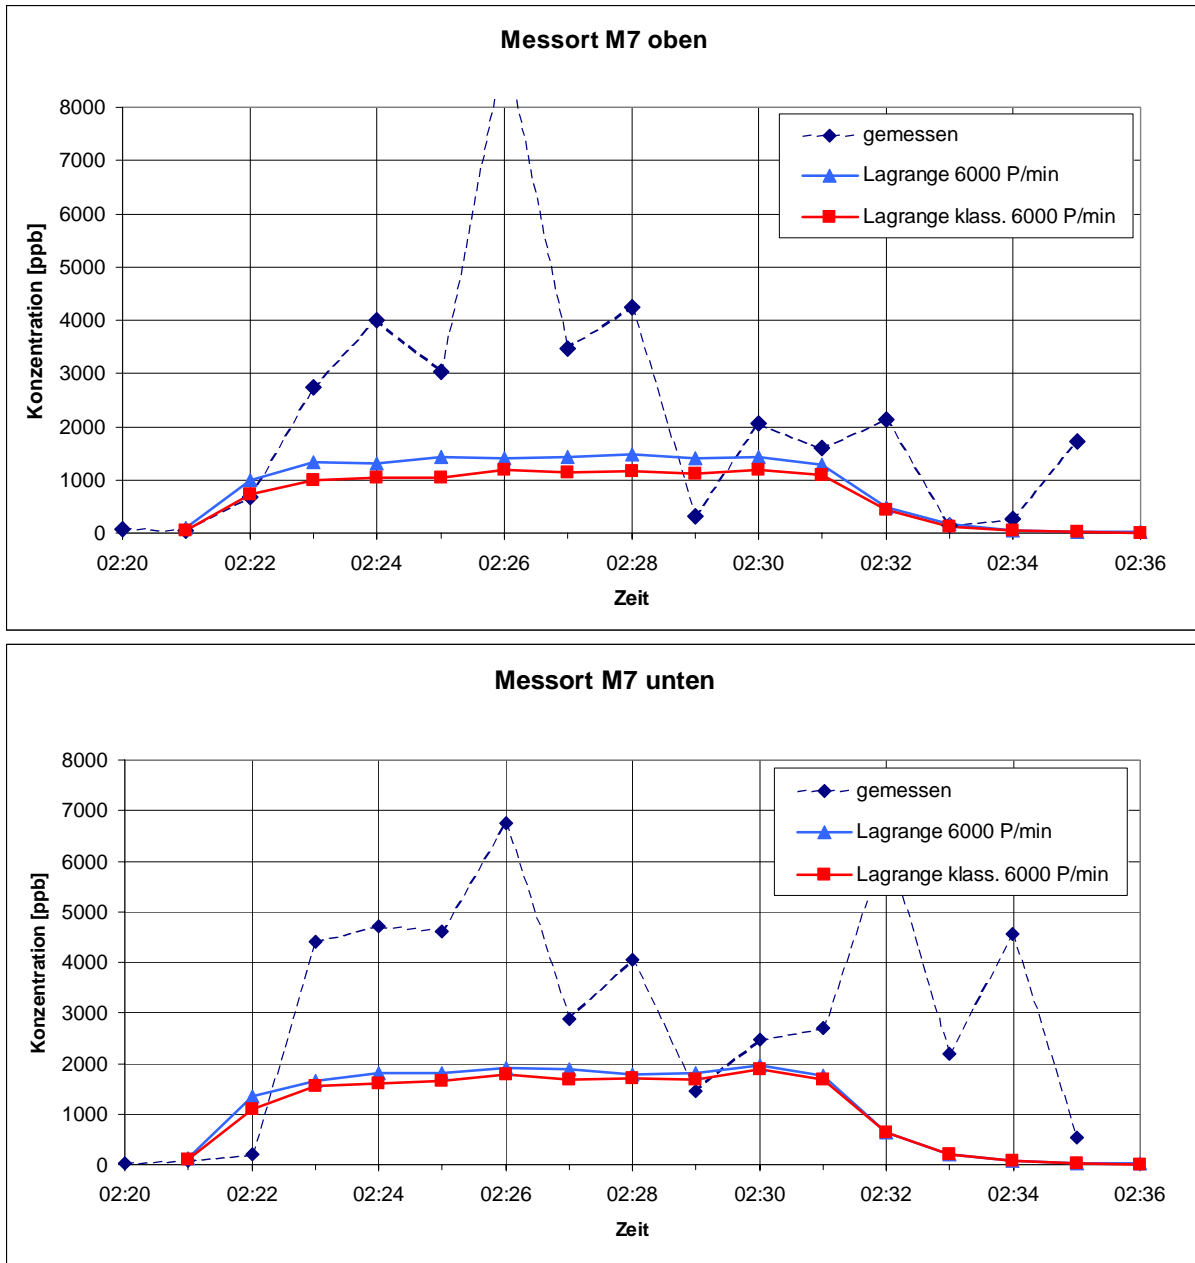 Messort M7 oben
8000
7000
6000
5000
4000
3000
2000
1000
0
Konzentration [ppb]
gemessen
Lagrange 6000 P/min
Lagrange klass. 6000 P/min
02:20 02:22 02:24 02:26 02:28 02:30 02:32 02:34 02:36
Zeit
Messort M7 unten
8000
7000
6000
5000
4000
3000
2000
1000
0
Konzentration [ppb]
gemessen
Lagrange 6000 P/min
Lagrange klass. 6000 P/min
02:20 02:22 02:24 02:26 02:28 02:30 02:32 02:34 02:36
Zeit